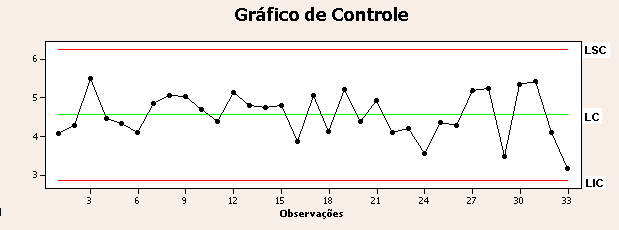 Gráfico de Controle
LSC
6
5
LC
4
3
LIC
3 6 9 12 15 18 21 24 27 30 33
Observações